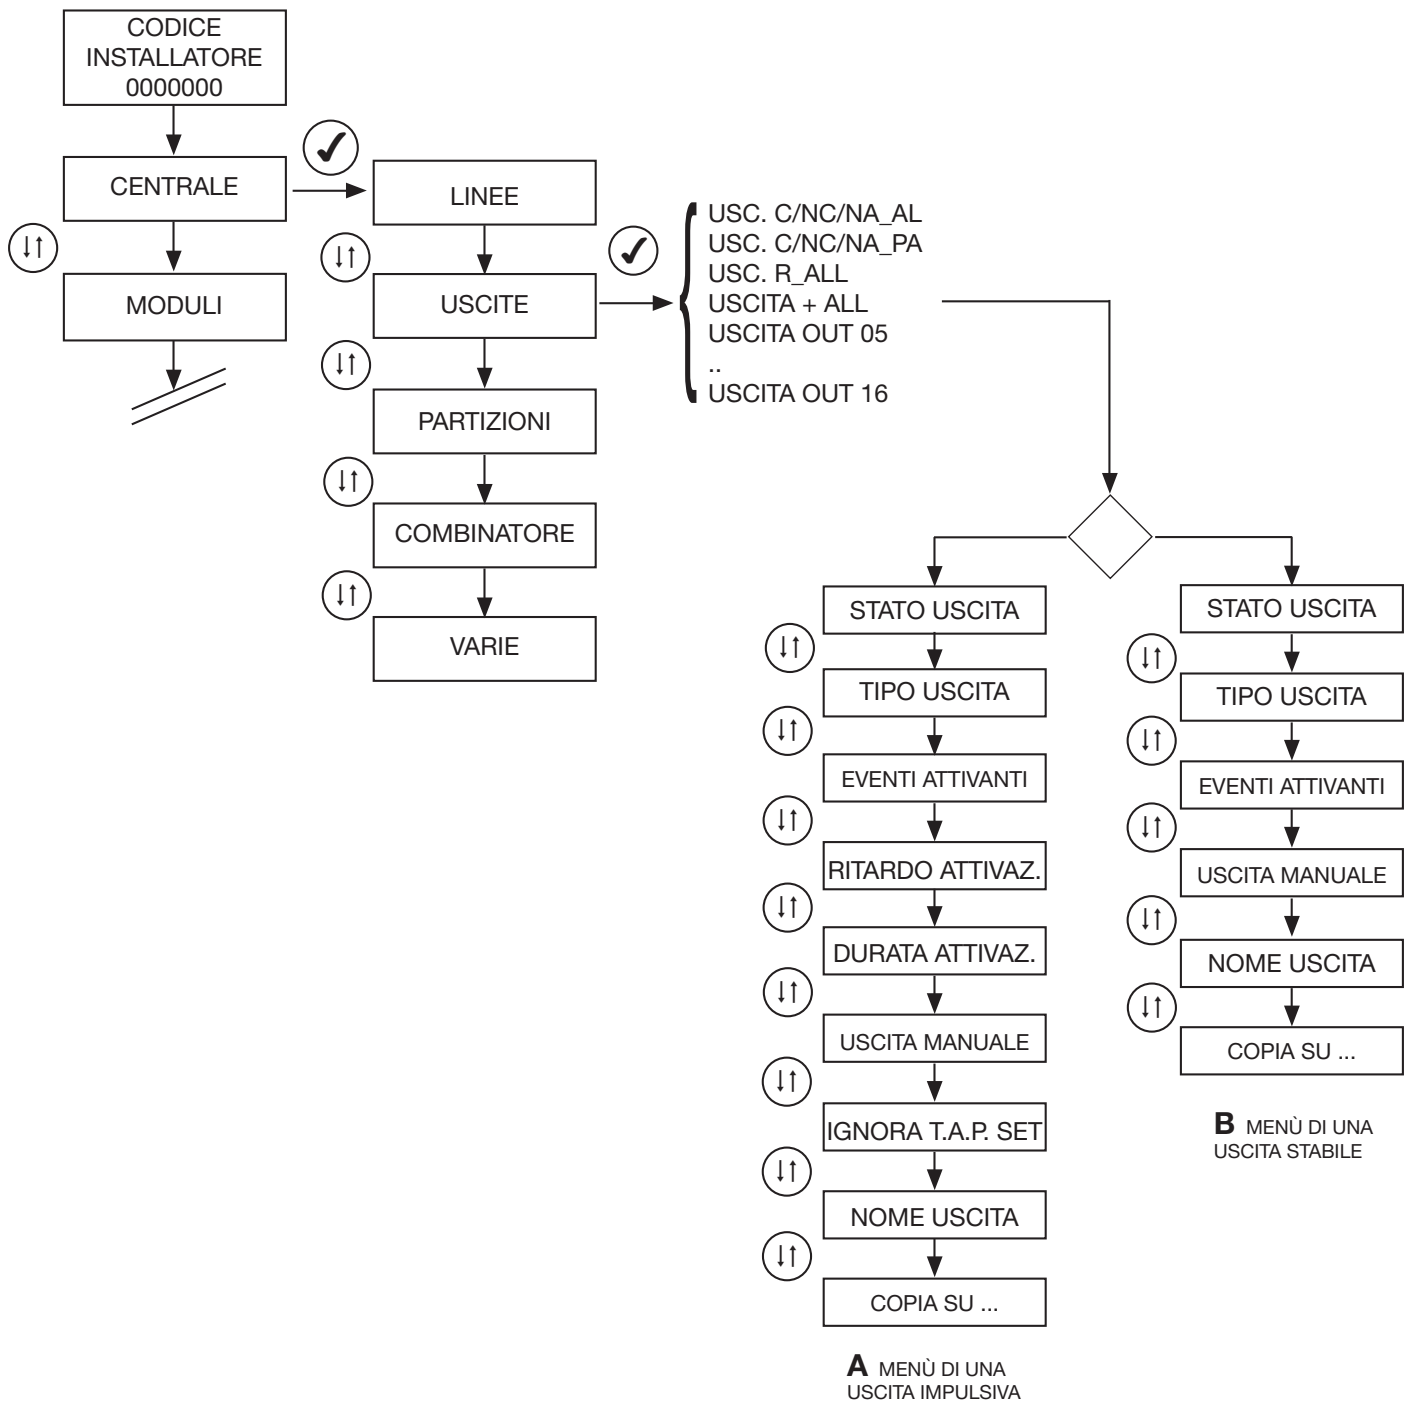 CODICE
INSTALLATORE
0000000
CENTRALE
MODULI
LINEE
USCITE
PARTIZIONI
COMBINATORE
VARIE
USC. C/NC/NA_AL
USC. C/NC/NA_PA
USC. R_ALL
USCITA + ALL
USCITA OUT 05
..
USCITA OUT 16
STATO USCITA
TIPO USCITA
EVENTI ATTIVANTI
RITARDO ATTIVAZ.
DURATA ATTIVAZ.
USCITA MANUALE
IGNORA T.A.P. SET
NOME USCITA
COPIA SU ...
A MENÙ DI UNA
USCITA IMPULSIVA
STATO USCITA
TIPO USCITA
EVENTI ATTIVANTI
USCITA MANUALE
NOME USCITA
COPIA SU ...
B MENÙ DI UNA
USCITA STABILE